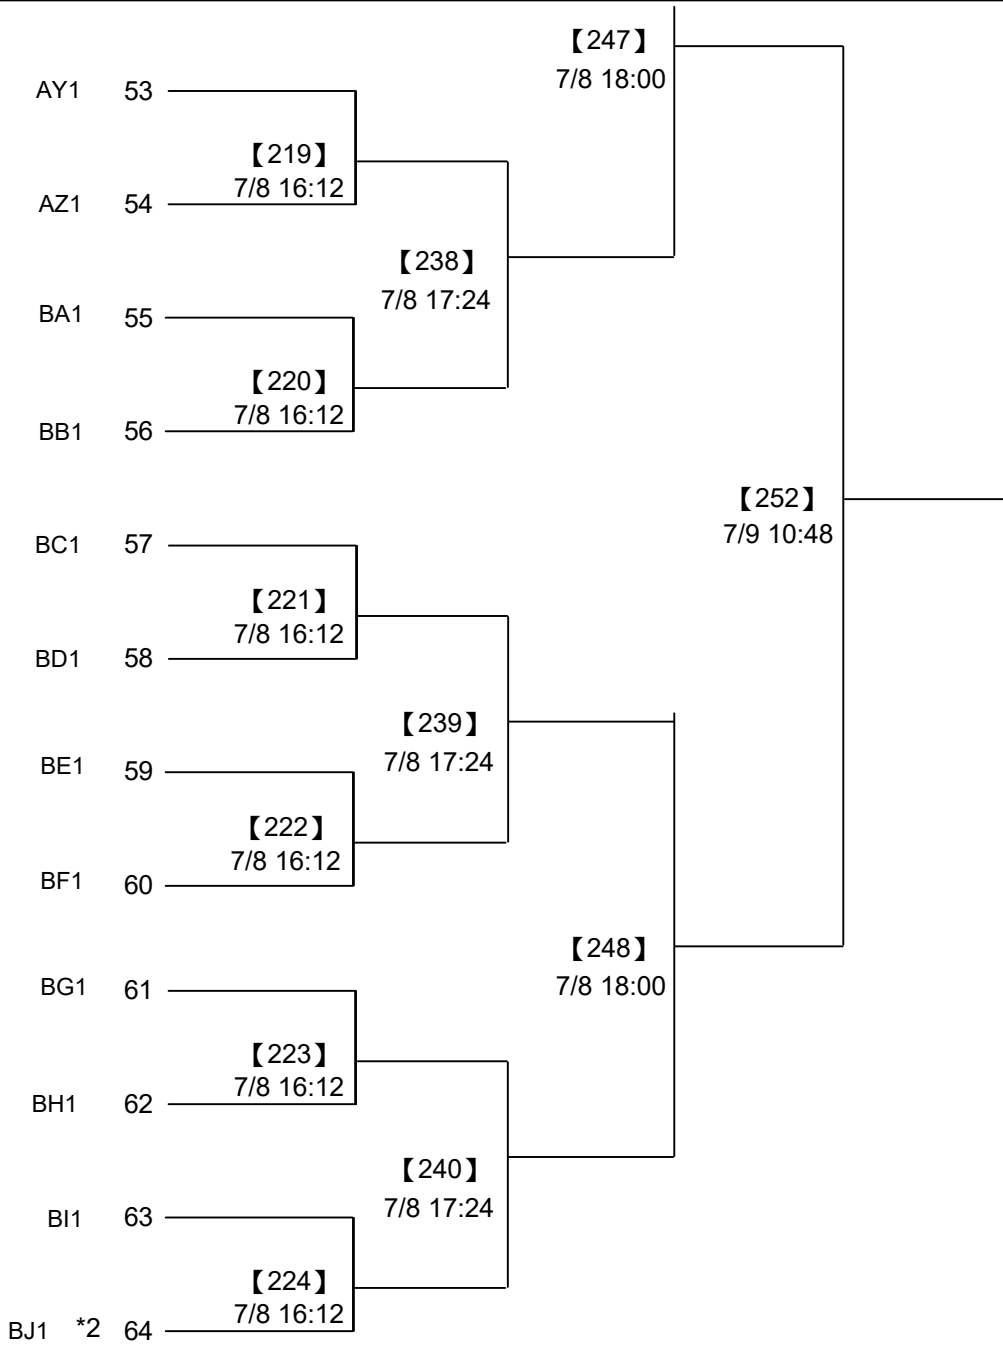 【247】
7/8 18:00
AY1 53
【219】
7/8 16:12
AZ1 54
【238】
7/8 17:24
BA1 55
【220】
7/8 16:12
BB1 56
【252】
7/9 10:48
BC1 57
【221】
7/8 16:12
BD1 58
【239】
7/8 17:24
BE1 59
【222】
7/8 16:12
BF1 60
【248】
7/8 18:00
BG1 61
【223】
7/8 16:12
BH1 62
【240】
7/8 17:24
BI1 63
【224】
7/8 16:12
BJ1 *2 64